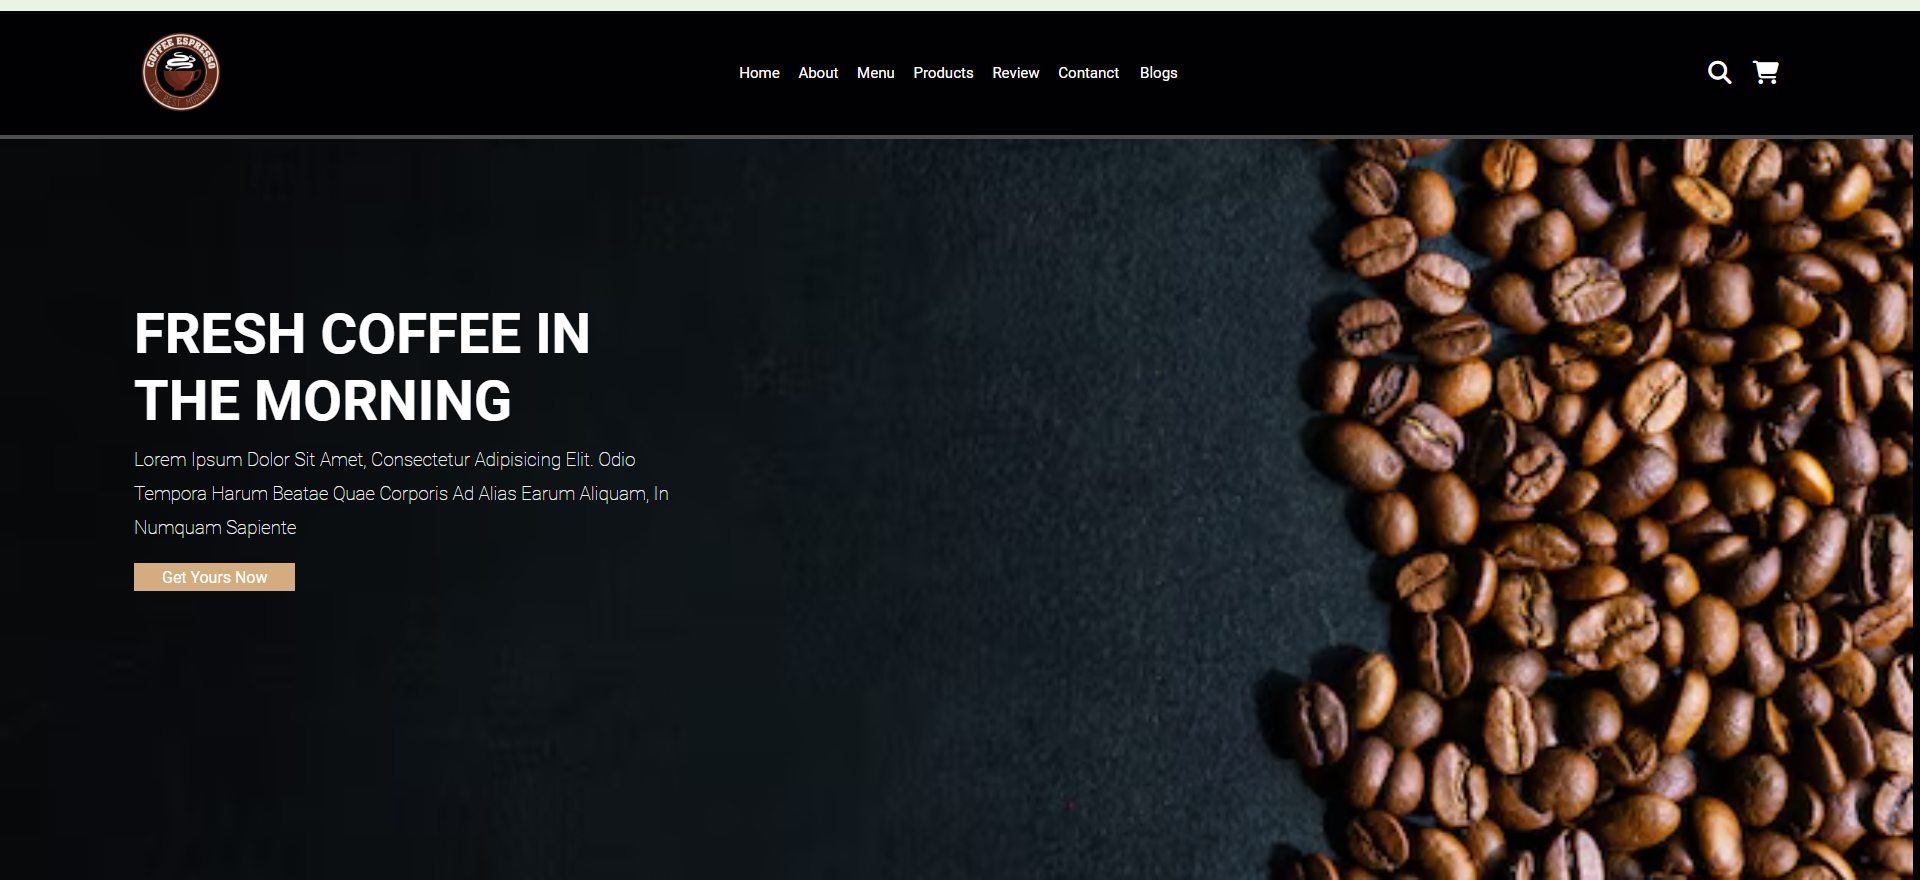 COFFEE ESPRESSO
Home About Menu Products Review Contanct Blogs
FRESH COFFEE IN
THE MORNING
Lorem Ipsum Dolor Sit Amet, Consectetur Adipisicing Elit. Odio
Tempora Harum Beatae Quae Corporis Ad Alias Earum Aliquam, In
Numquam Sapiente
Get Yours Now